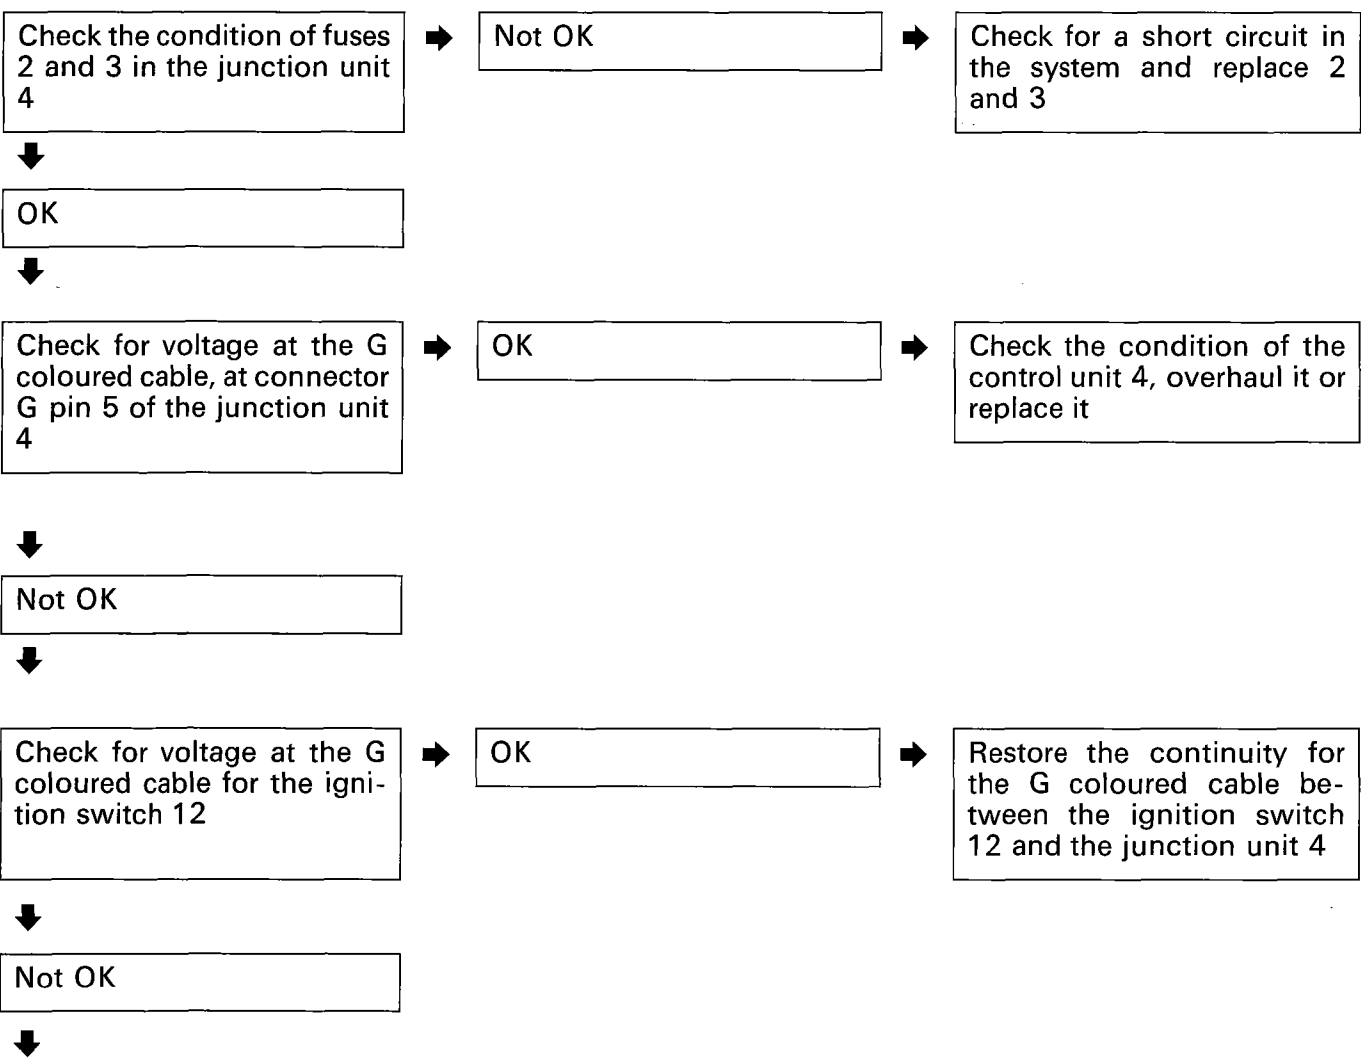 Check the condition of fuses
2 and 3 in the junction unit
4
Not OK
Check for a short circuit in
the system and replace 2
and 3
OK
Check for voltage at the G
coloured cable, at connector
G pin 5 of the junction unit
4
OK
Check the condition of the
control unit 4, overhaul it or
replace it
Not OK
Check for voltage at the G
coloured cable for the igni-
tion switch 12
OK
Restore the continuity for
the G coloured cable be-
tween the ignition switch
12 and the junction unit 4
Not OK